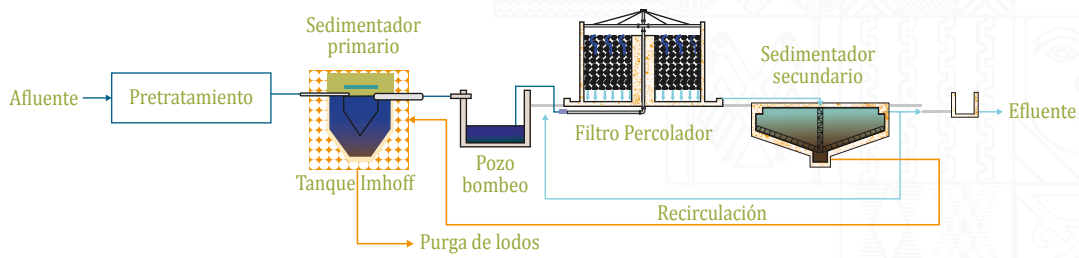 Afluente
Pretratamiento
Sedimentador
primario
Tanque Imhoff
Purga de lodos
Pozo
bombeo
Filtro Percolador
Sedimentador
secundario
Recirculación
Efluente